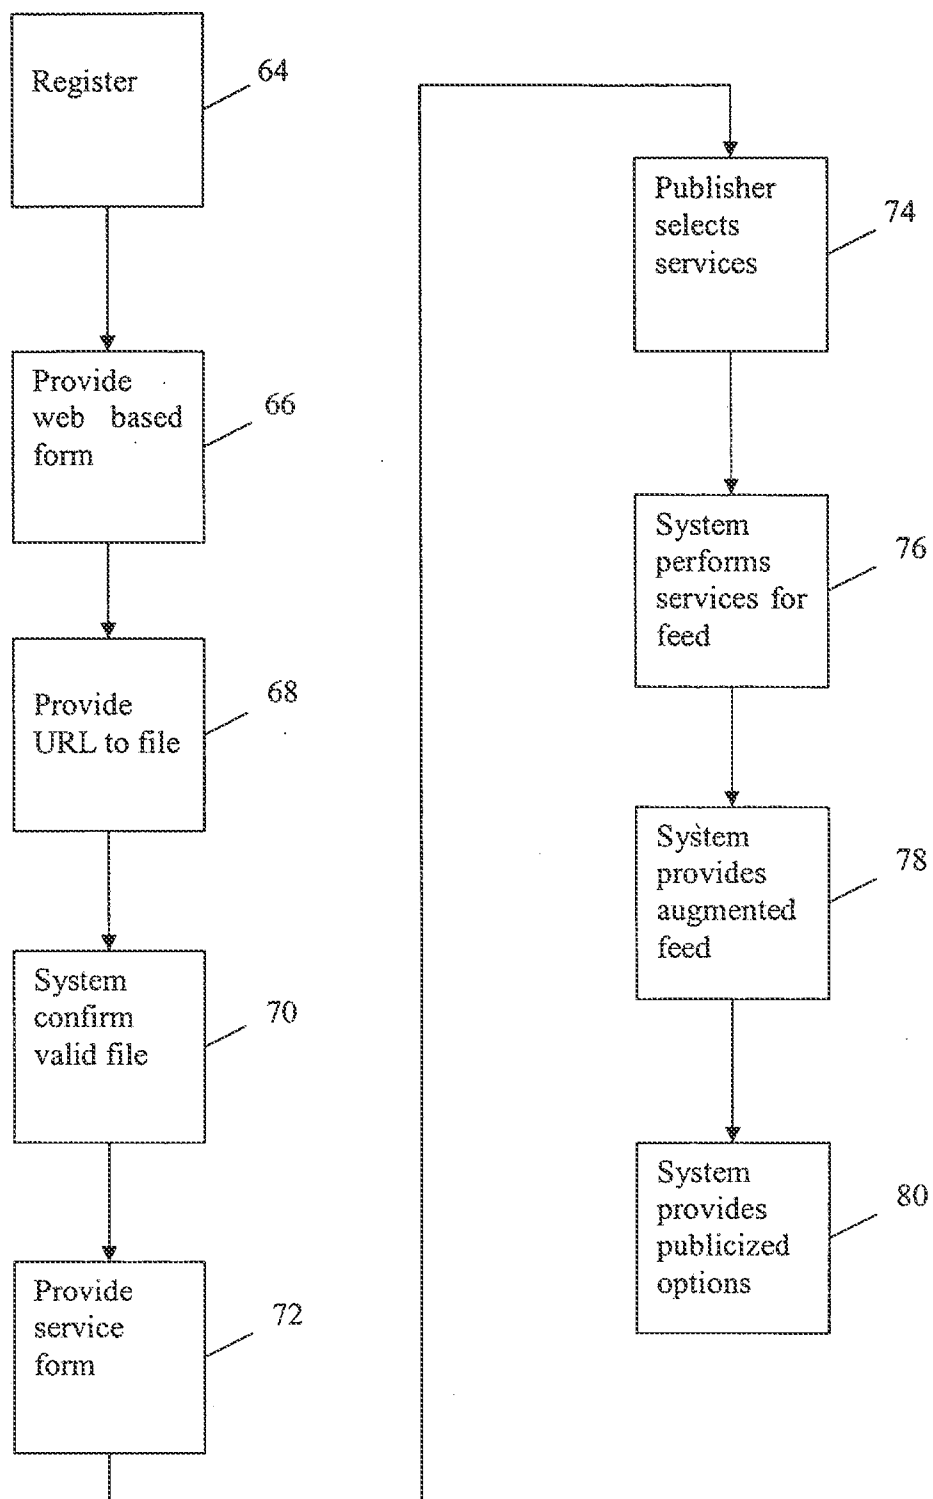 Register
64
Provide
web based
form
66
Provide
URL to file
68
System
confirm
valid file
70
Provide
service
form
72
Publisher
selects
services
74
System
performs
services for
feed
76
System
provides
augmented
feed
78
System
provides
publicized
options
80